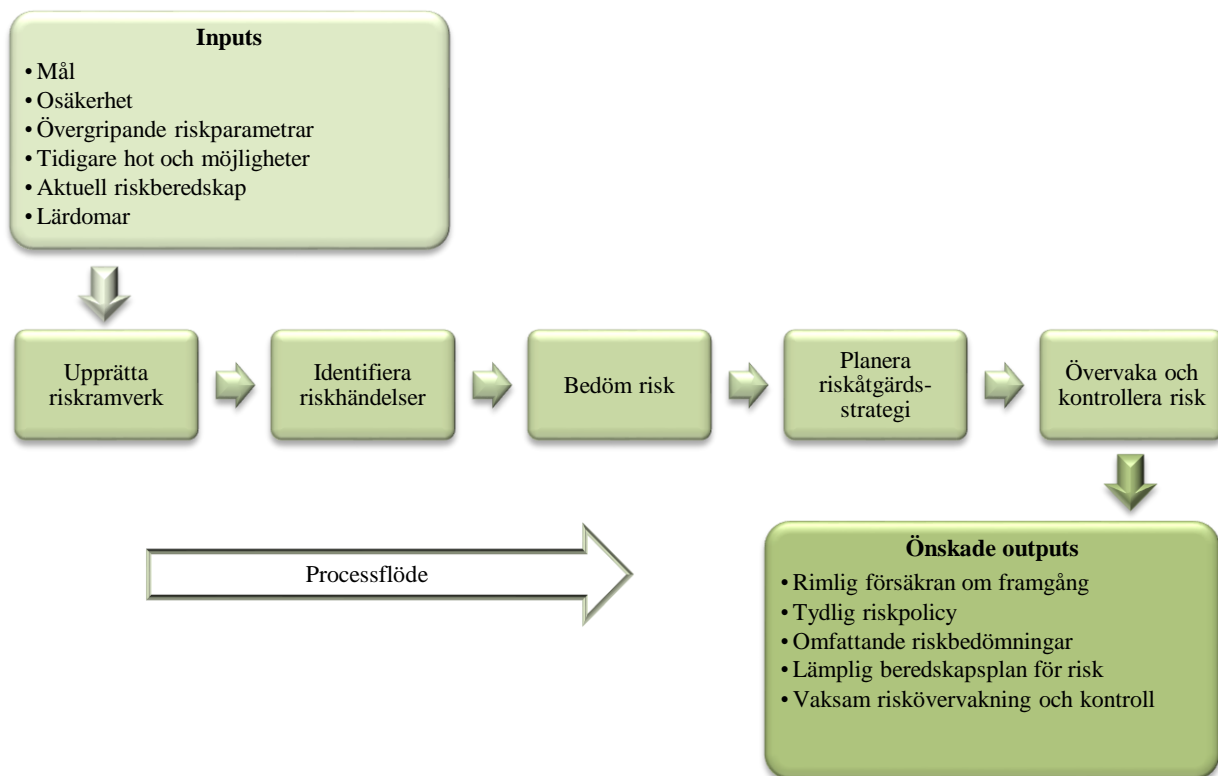 Inputs
• Mål
• Osäkerhet
• Övergripande riskparametrar
• Tidigare hot och möjligheter
• Aktuell riskberedskap
• Lärdomar
Upprätta
riskramverk
Identifiera
riskhändelser
Bedöm risk
Planera
riskåtgärds-
strategi
Övervaka och
kontrollera risk
Processflöde
Önskade outputs
• Rimlig försäkran om framgång
• Tydlig riskpolicy
• Omfattande riskbedömningar
• Lämplig beredskapsplan för risk
• Vaksam riskövervakning och kontroll